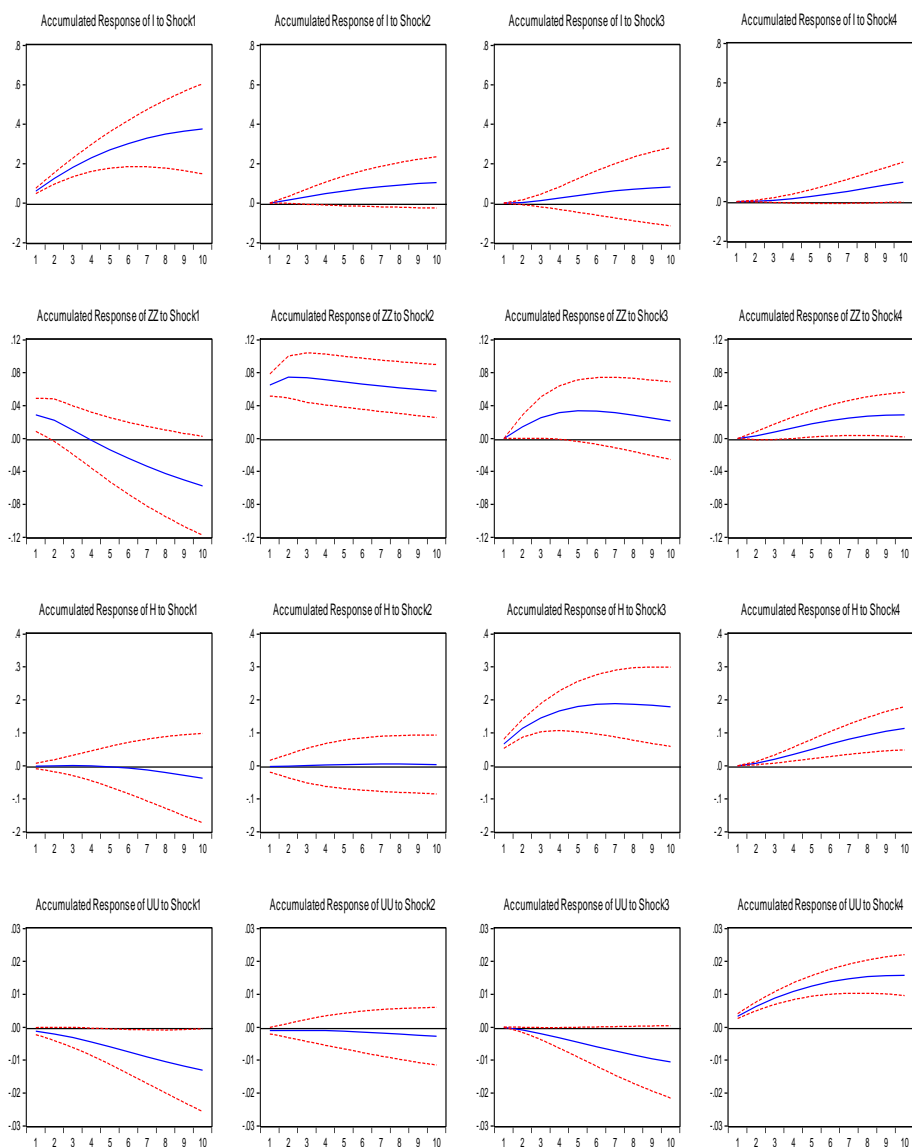 Accumulated Response of I to Shock1
Accumulated Response of I to Shock2
Accumulated Response of I to Shock3
Accumulated Response of I to Shock4
.8 .8 .8 .8
.6 .6 .6 .6
.4 .4 .4 .4
.2 .2 .2 .2
.0 .0 .0 .0
-.2 -.2 -.2 -.2
1 2 3 4 5 6 7 8 9 10 1 2 3 4 5 6 7 8 9 10 1 2 3 4 5 6 7 8 9 10 1 2 3 4 5 6 7 8 9 10
Accumulated Response of ZZ to Shock1
Accumulated Response of ZZ to Shock2
Accumulated Response of ZZ to Shock3
Accumulated Response of ZZ to Shock4
.12 .12 .12 .12
.08 .08 .08 .08
.04 .04 .04 .04
.00 .00 .00 .00
-.04 -.04 -.04 -.04
-.08 -.08 -.08 -.08
-.12 -.12 -.12 -.12
1 2 3 4 5 6 7 8 9 10 1 2 3 4 5 6 7 8 9 10 1 2 3 4 5 6 7 8 9 10 1 2 3 4 5 6 7 8 9 10
Accumulated Response of H to Shock1
Accumulated Response of H to Shock2
Accumulated Response of H to Shock3
Accumulated Response of H to Shock4
.4 .4 .4 .4
.3 .3 .3 .3
.2 .2 .2 .2
.1 .1 .1 .1
.0 .0 .0 .0
-.1 -.1 -.1 -.1
-.2 -.2 -.2 -.2
1 2 3 4 5 6 7 8 9 10 1 2 3 4 5 6 7 8 9 10 1 2 3 4 5 6 7 8 9 10 1 2 3 4 5 6 7 8 9 10
Accumulated Response of UU to Shock1
Accumulated Response of UU to Shock2
Accumulated Response of UU to Shock3
Accumulated Response of UU to Shock4
.03 .03 .03 .03
.02 .02 .02 .02
.01 .01 .01 .01
.00 .00 .00 .00
-.01 -.01 -.01 -.01
-.02 -.02 -.02 -.02
-.03 -.03 -.03 -.03
1 2 3 4 5 6 7 8 9 10 1 2 3 4 5 6 7 8 9 10 1 2 3 4 5 6 7 8 9 10 1 2 3 4 5 6 7 8 9 10